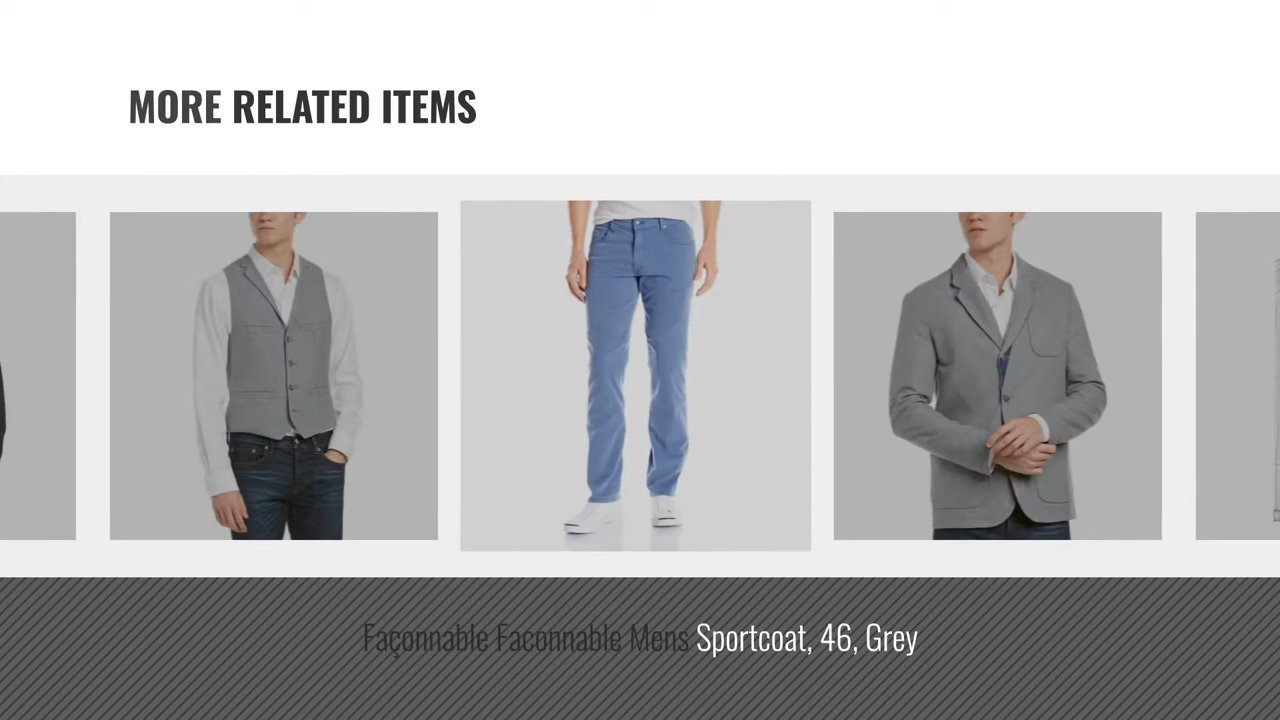 MORE RELATED ITEMS
Façonnable Faconnable Mens Sportcoat, 46, Grey